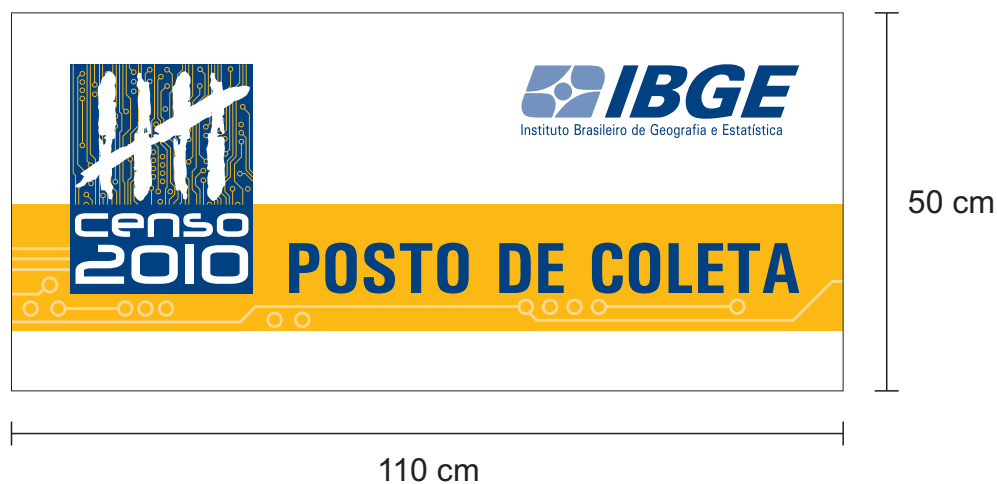 IBGE
Instituto Brasileiro de Geografia e Estatística
censo
2010
POSTO DE COLETA
50 cm
110 cm